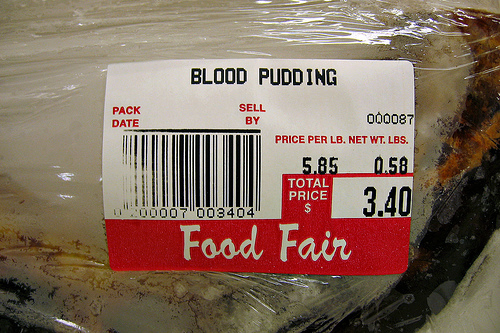 BLOOD PUDDING
PACK DATE
SELL BY
000087
PRICE PER LB. NET WT. LBS.
5.85 0.58
TOTAL PRICE $
3.40
200007 003404
Food Fair